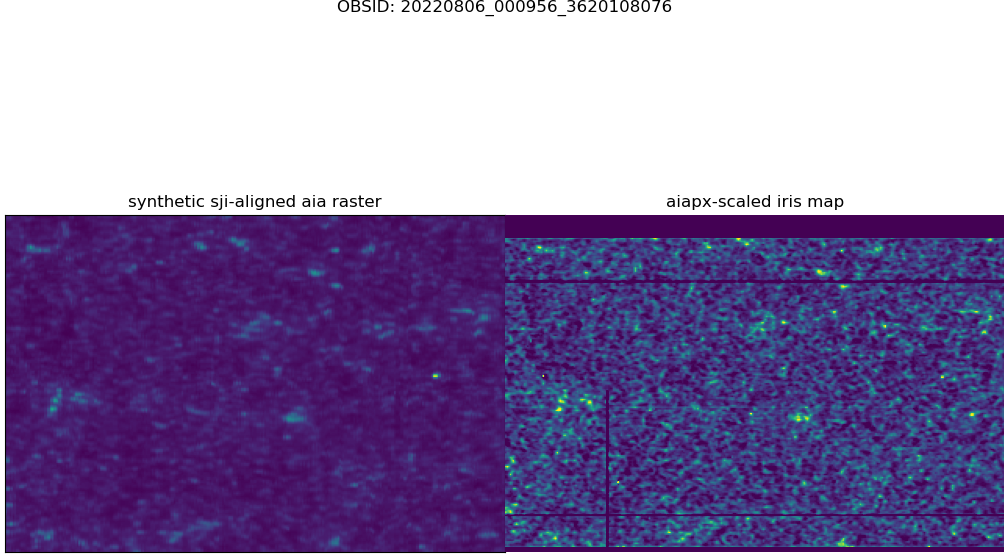 OBSID: 20220806_000956_3620108076
synthetic sji-aligned aia raster
aiapx-scaled iris map